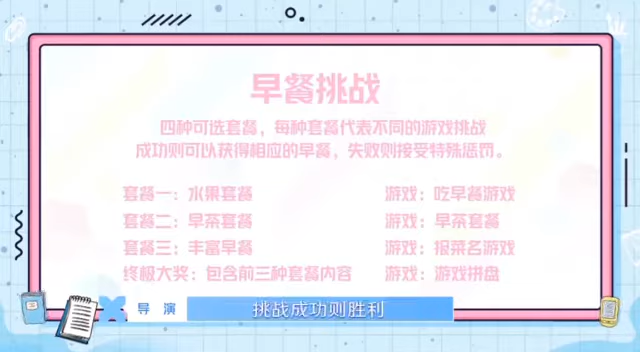 早餐挑战
四种可选套餐，每种套餐代表不同的游戏挑战
成功则可以获得相应的早餐，失败则接受特殊惩罚。
套餐一：水果套餐 游戏：吃早餐游戏
套餐二：早茶套餐 游戏：早茶套餐
套餐三：丰富早餐 游戏：报菜名游戏
终极大奖：包含前三种套餐内容 游戏：游戏拼盘
导演 挑战成功则胜利